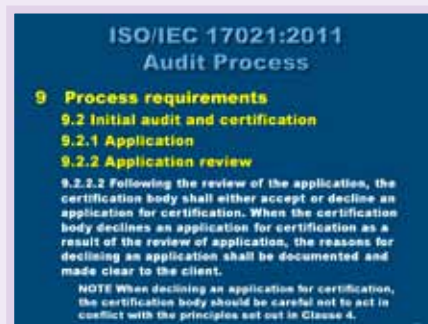 ISO/IEC 17021:2011
Audit Process
9 Process requirements
9.2 Initial audit and certification
9.2.1 Application
9.2.2 Application review
9.2.2.2 Following the review of the application, the
certification body shall either accept or decline an
application for certification. When the certification
body declines an application for certification as a
result of the review of application, the reasons for
declining an application shall be documented and
made clear to the client.
NOTE When declining an application for certification,
the certification body should be careful not to act in
conflict with the principles set out in Clause 4.